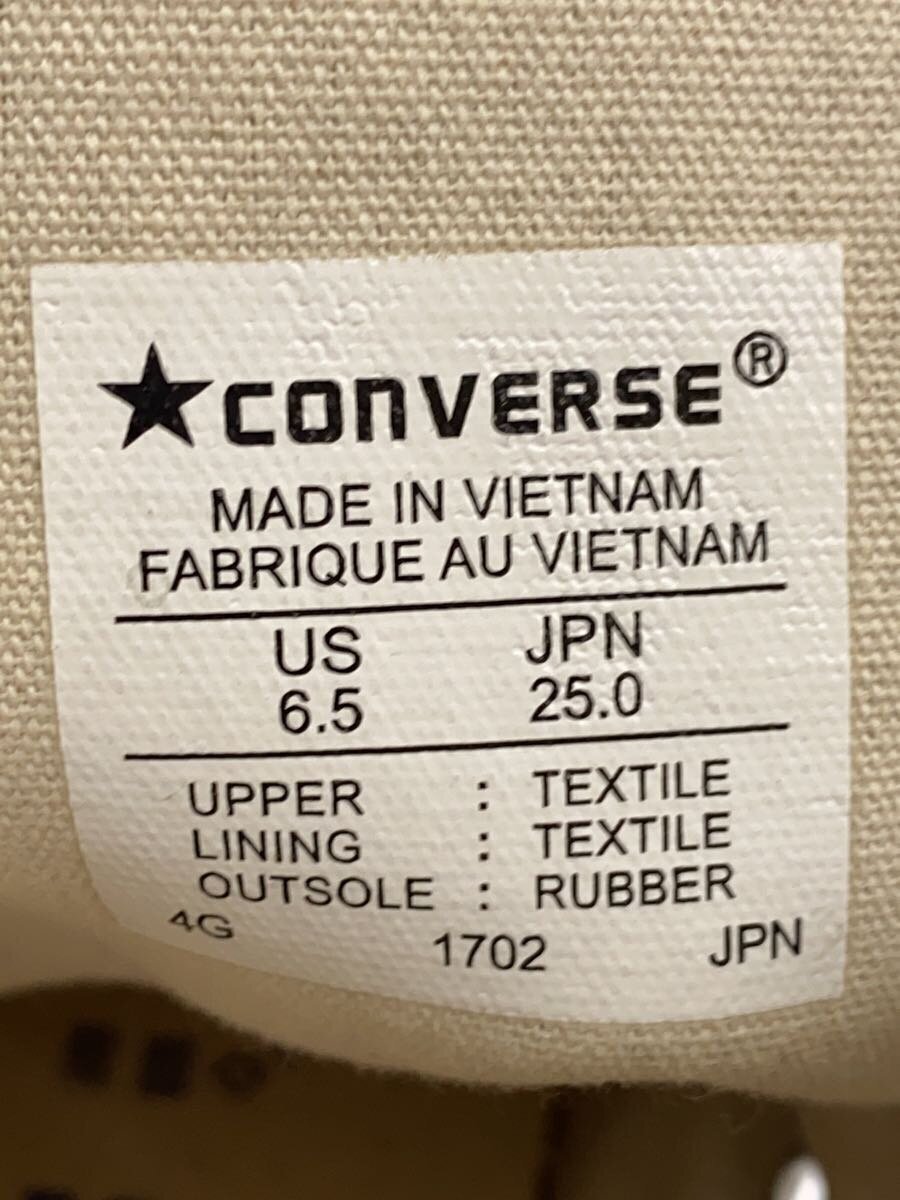 ★CONVERSE®
MADE IN VIETNAM
FABRIQUE AU VIETNAM
US JPN
6.5 25.0
UPPER : TEXTILE
LINING : TEXTILE
OUTSOLE : RUBBER
4G 1702 JPN